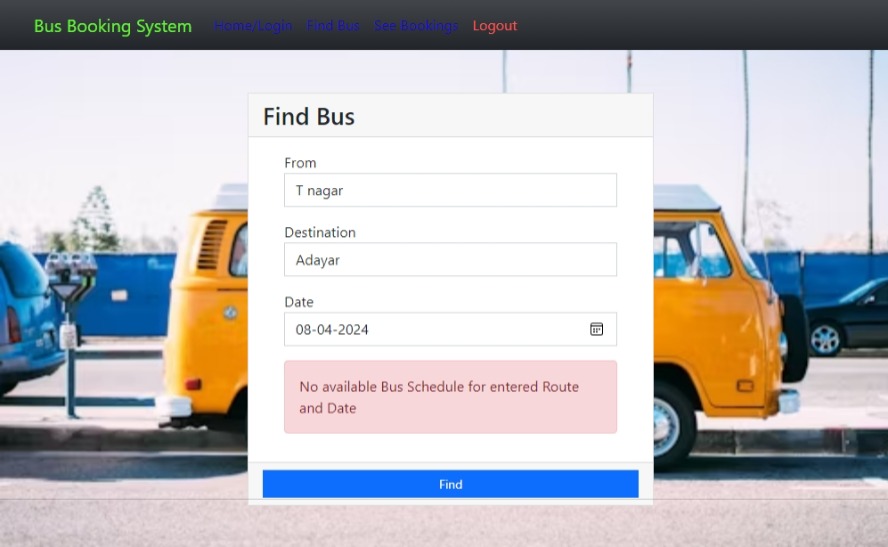 Bus Booking System Home/Login Find Bus See Bookings Logout
Find Bus
From
T nagar
Destination
Adayar
Date
08-04-2024
No available Bus Schedule for entered Route
and Date
Find